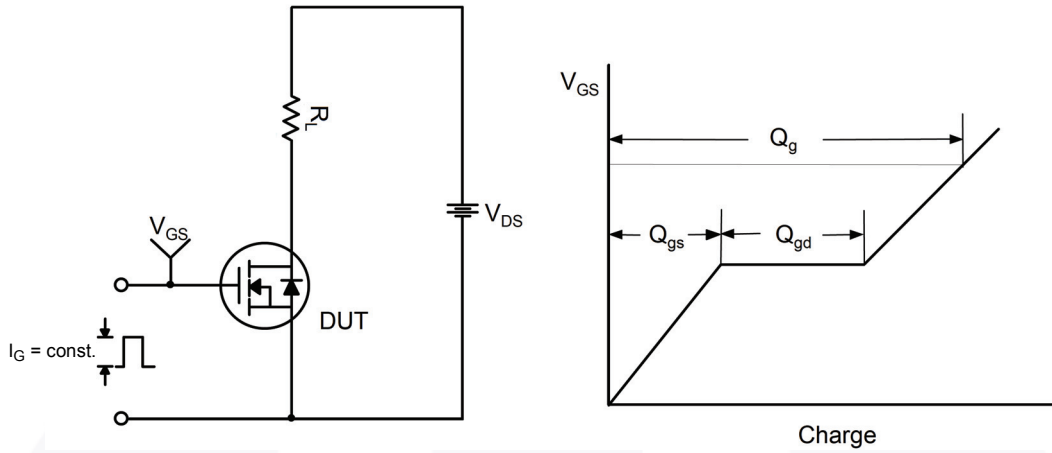 R_L
V_GS
V_DS
DUT
I_G = const.
V_GS
Q_g
Q_gs
Q_gd
Charge